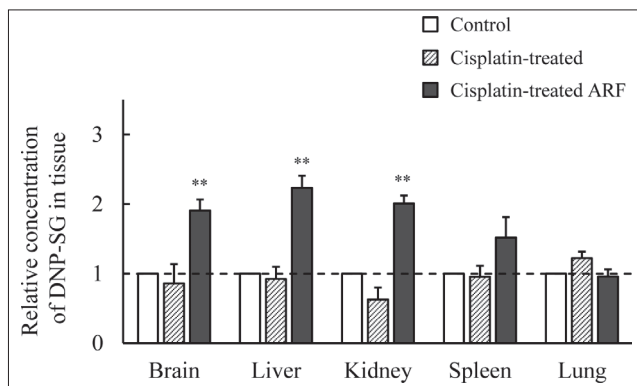 Control
Cisplatin-treated
Cisplatin-treated ARF
Relative concentration
of DNP-SG in tissue
3
2
1
0
**
**
**
Brain Liver Kidney Spleen Lung